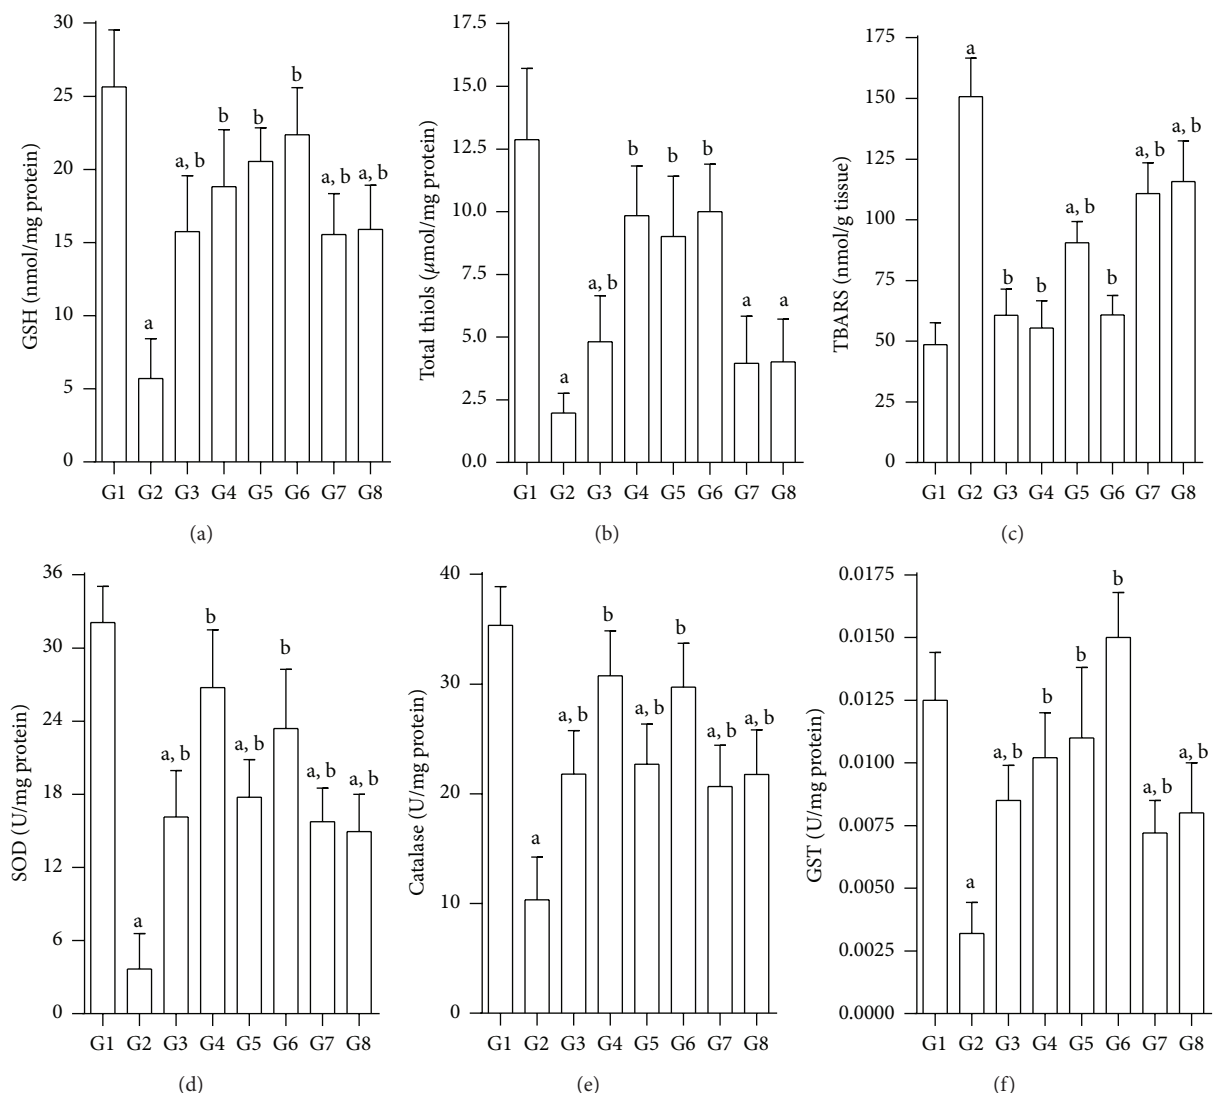 GSH (nmol/mg protein)
30
25
20
15
10
5
0
a
a, b
b
b
b
a, b
a, b
G1 G2 G3 G4 G5 G6 G7 G8
(a)
Total thiols (μmol/mg protein)
17.5
15.0
12.5
10.0
7.5
5.0
2.5
0.0
a
a, b
b
b
b
a
a
G1 G2 G3 G4 G5 G6 G7 G8
(b)
TBARS (nmol/g tissue)
175
150
125
100
75
50
25
0
a
b
b
a, b
b
a, b
a, b
G1 G2 G3 G4 G5 G6 G7 G8
(c)
SOD (U/mg protein)
36
30
24
18
12
6
0
a
a, b
b
a, b
b
a, b
a, b
G1 G2 G3 G4 G5 G6 G7 G8
(d)
Catalase (U/mg protein)
40
30
20
10
0
a
a, b
b
a, b
b
a, b
a, b
G1 G2 G3 G4 G5 G6 G7 G8
(e)
GST (U/mg protein)
0.0175
0.0150
0.0125
0.0100
0.0075
0.0050
0.0025
0.0000
a
a, b
b
b
b
a, b
a, b
G1 G2 G3 G4 G5 G6 G7 G8
(f)